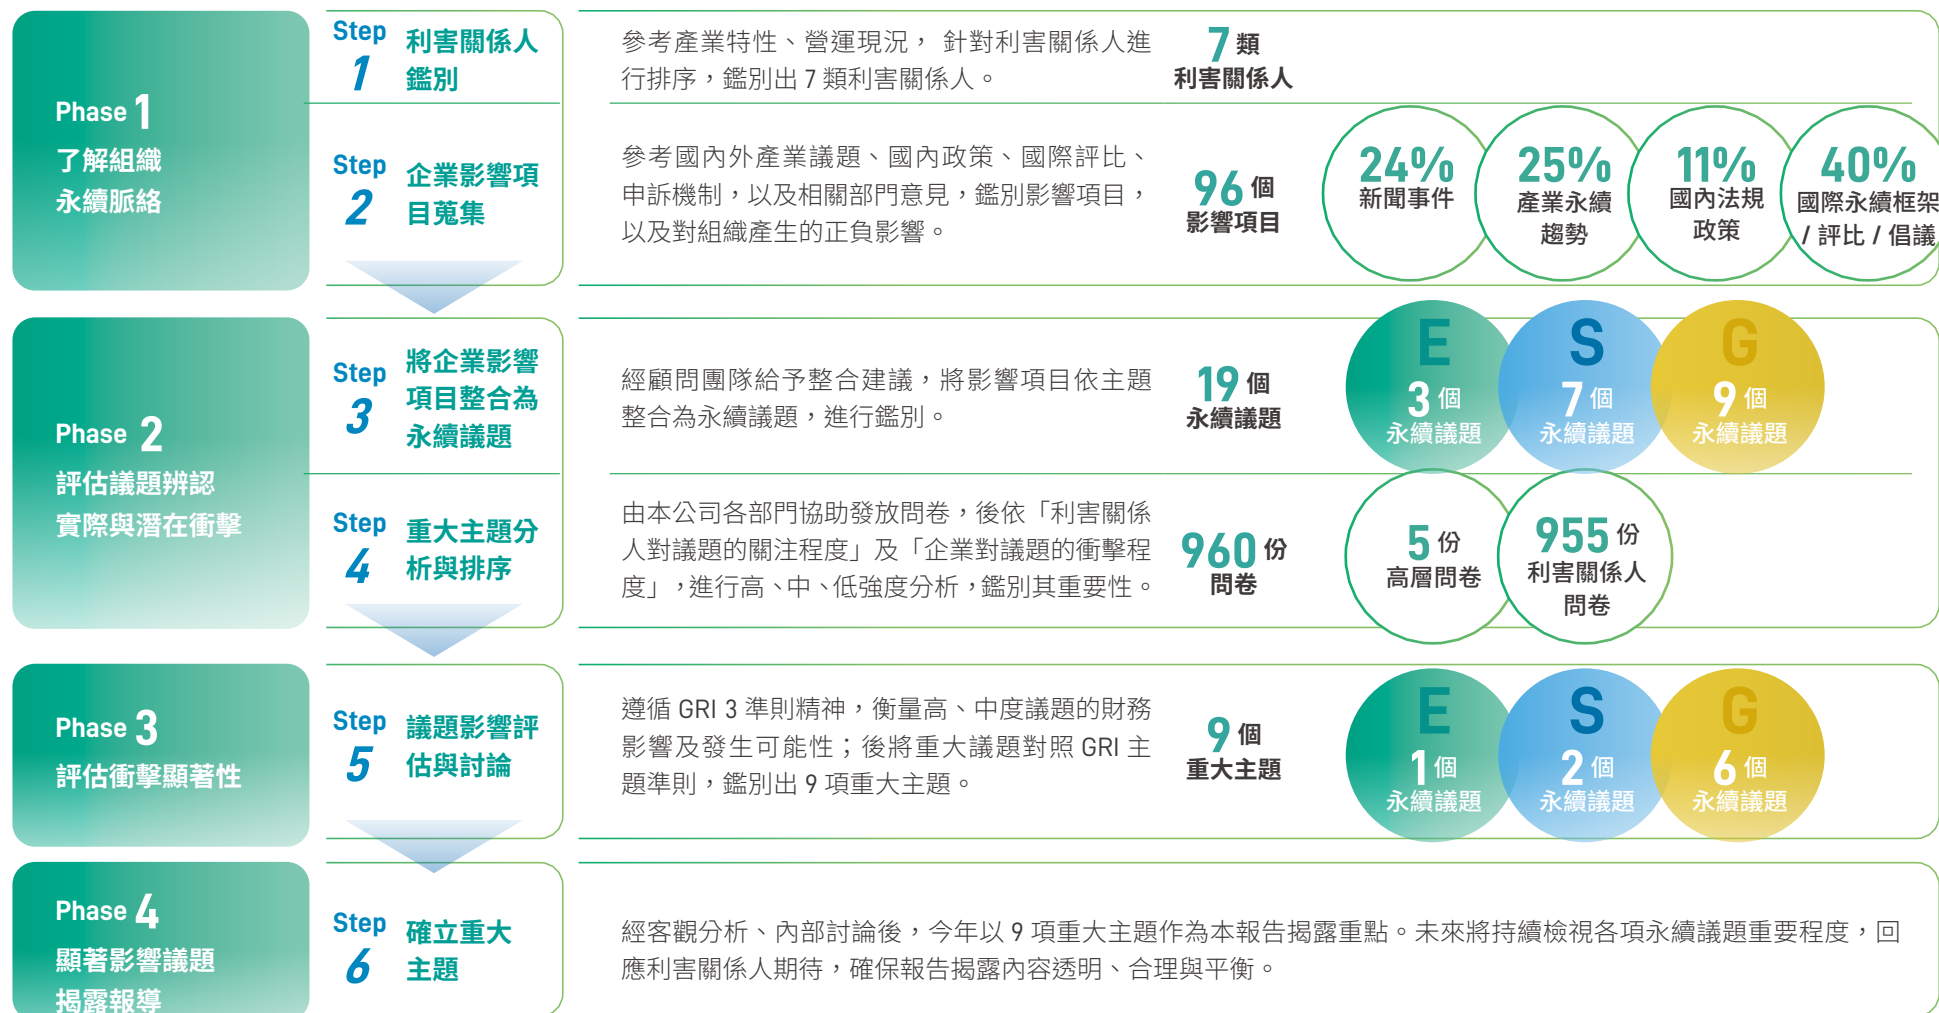 Phase 1
了解組織
永續脈絡
Step 1
利害關係人
鑑別
參考產業特性、營運現況， 針對利害關係人進
行排序，鑑別出 7 類利害關係人。
7 類
利害關係人
Step 2
企業影響項
目蒐集
參考國內外產業議題、國內政策、國際評比、
申訴機制，以及相關部門意見，鑑別影響項目，
以及對組織產生的正負影響。
96 個
影響項目
24%
新聞事件
25%
產業永續
趨勢
11%
國內法規
政策
40%
國際永續框架
/ 評比 / 倡議
Phase 2
評估議題辨認
實際與潛在衝擊
Step 3
將企業影響
項目整合為
永續議題
經顧問團隊給予整合建議，將影響項目依主題
整合為永續議題，進行鑑別。
19 個
永續議題
E
3 個
永續議題
S
7 個
永續議題
G
9 個
永續議題
Step 4
重大主題分
析與排序
由本公司各部門協助發放問卷，後依「利害關係
人對議題的關注程度」及「企業對議題的衝擊程
度」，進行高、中、低強度分析，鑑別其重要性。
960 份
問卷
5 份
高層問卷
955 份
利害關係人
問卷
Phase 3
評估衝擊顯著性
Step 5
議題影響評
估與討論
遵循 GRI 3 準則精神，衡量高、中度議題的財務
影響及發生可能性；後將重大議題對照 GRI 主
題準則，鑑別出 9 項重大主題。
9 個
重大主題
E
1 個
永續議題
S
2 個
永續議題
G
6 個
永續議題
Phase 4
顯著影響議題
揭露報導
Step 6
確立重大
主題
經客觀分析、內部討論後，今年以 9 項重大主題作為本報告揭露重點。未來將持續檢視各項永續議題重要程度，回
應利害關係人期待，確保報告揭露內容透明、合理與平衡。